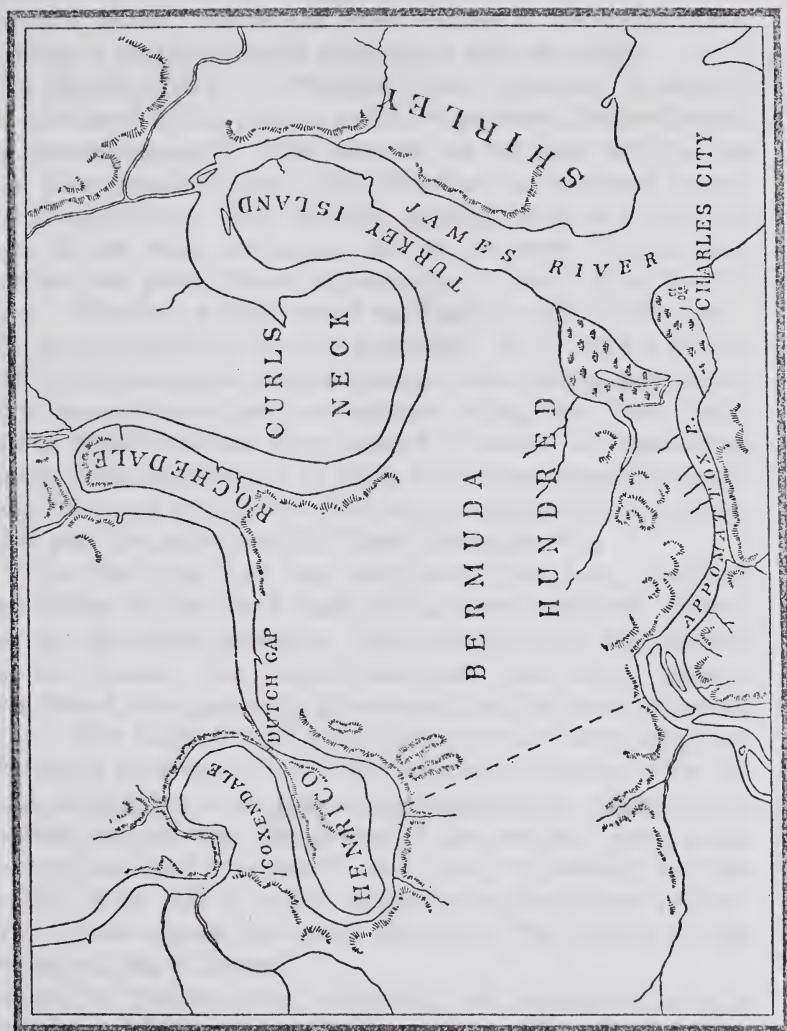 COXENDALE
HENRICO
DUTCH GAP
ROCHEDALE
CURLS
NECK
TURKEY ISLAND
SHIRLEY
JAMES RIVER
BERMUDA
HUNDRED
APPOMATTOX R.
CHARLES CITY